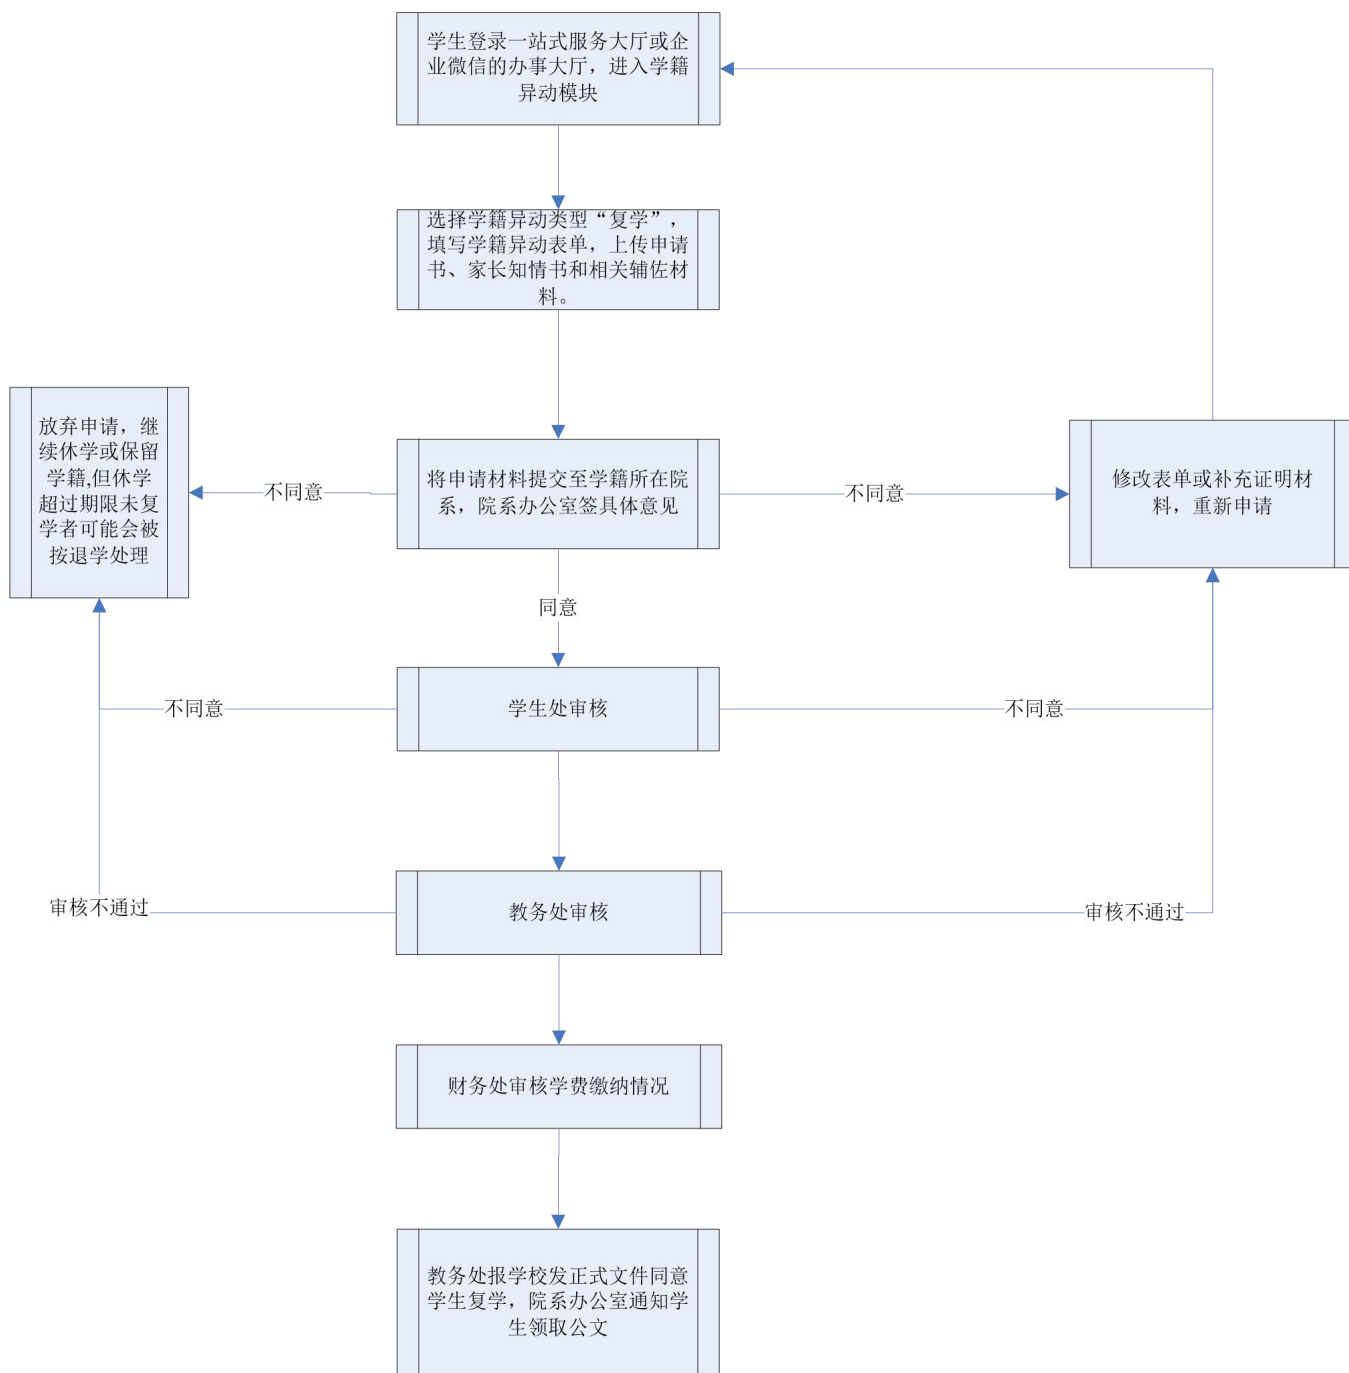 学生登录一站式服务大厅或企
业微信的办事大厅，进入学籍
异动模块
选择学籍异动类型“复学”，
填写学籍异动表单，上传申请
书、家长知情书和相关辅佐材
料。
放弃申请，继
续休学或保留
学籍,但休学
超过期限未复
学者可能会被
按退学处理
不同意
将申请材料提交至学籍所在院
系，院系办公室签具体意见
不同意
修改表单或补充证明材
料，重新申请
同意
不同意
学生处审核
不同意
审核不通过
教务处审核
审核不通过
财务处审核学费缴纳情况
教务处报学校发正式文件同意
学生复学，院系办公室通知学
生领取公文